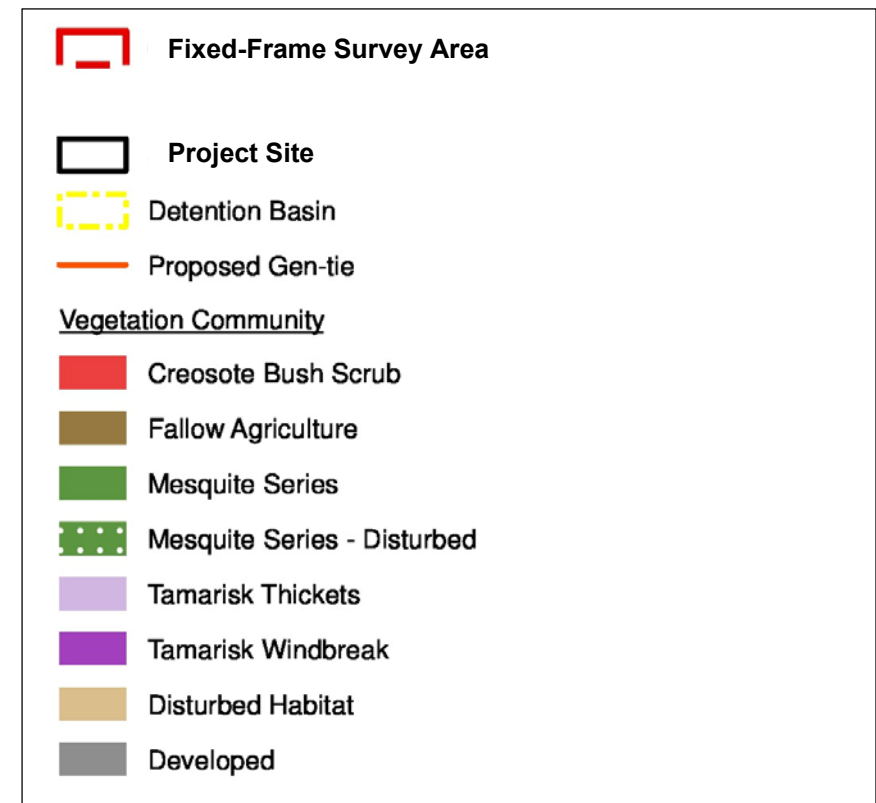 Fixed-Frame Survey Area
Project Site
Detention Basin
Proposed Gen-tie
Vegetation Community
Creosote Bush Scrub
Fallow Agriculture
Mesquite Series
Mesquite Series - Disturbed
Tamarisk Thickets
Tamarisk Windbreak
Disturbed Habitat
Developed